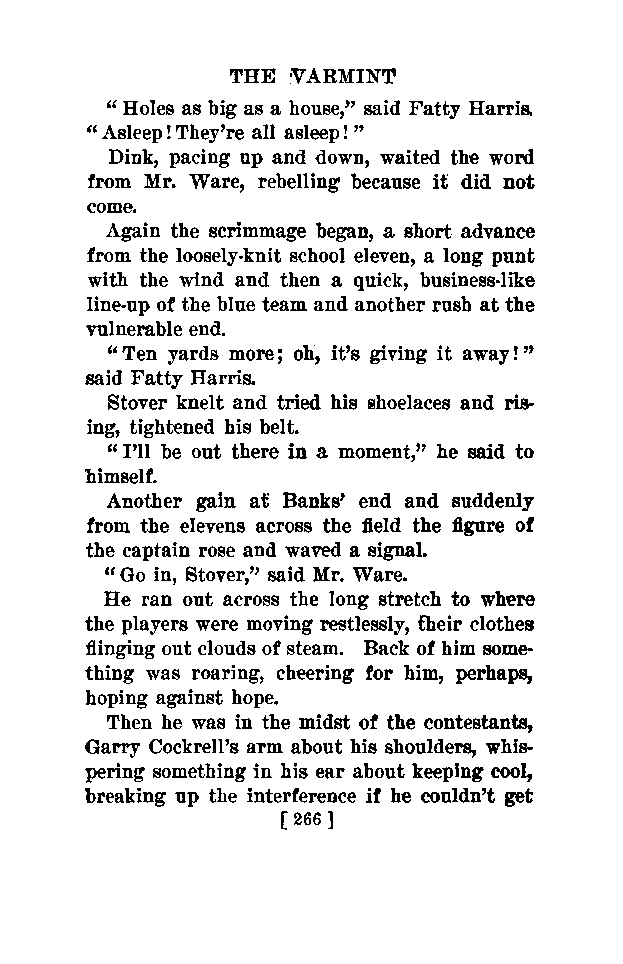 THE VARMINT
“Holes as big as a house,” said Fatty Harris.
“Asleep! They’re all asleep!”
Dink, pacing up and down, waited the word
from Mr. Ware, rebelling because it did not
come.
Again the scrimmage began, a short advance
from the loosely-knit school eleven, a long punt
with the wind and then a quick, business-like
line-up of the blue team and another rush at the
vulnerable end.
“Ten yards more; oh, it’s giving it away!”
said Fatty Harris.
Stover knelt and tried his shoelaces and ris-
ing, tightened his belt.
“I’ll be out there in a moment,” he said to
himself.
Another gain at Banks’ end and suddenly
from the elevens across the field the figure of
the captain rose and waved a signal.
“Go in, Stover,” said Mr. Ware.
He ran out across the long stretch to where
the players were moving restlessly, their clothes
flinging out clouds of steam. Back of him some-
thing was roaring, cheering for him, perhaps,
hoping against hope.
Then he was in the midst of the contestants,
Garry Cockrell’s arm about his shoulders, whis-
pering something in his ear about keeping cool,
breaking up the interference if he couldn’t get
[ 266 ]